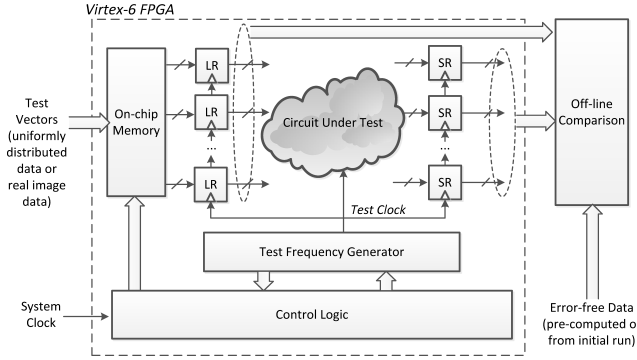 Virtex-6 FPGA
Test
Vectors
(uniformly
distributed
data or
real image
data)
On-chip
Memory
LR
LR
...
LR
Circuit Under Test
SR
SR
...
SR
Off-line
Comparison
Test Clock
Test Frequency Generator
System
Clock
Control Logic
Error-free Data
(pre-computed o
from initial run)